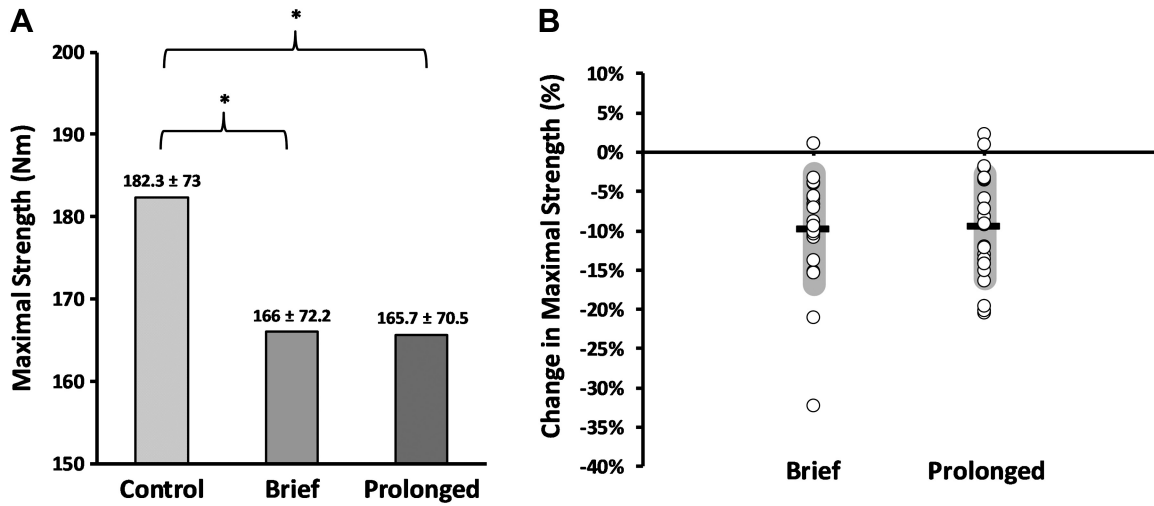 A
Maximal Strength (Nm)
200
190
180
170
160
150
*
*
182.3 ± 73
166 ± 72.2
165.7 ± 70.5
Control
Brief
Prolonged
B
Change in Maximal Strength (%)
10%
5%
0%
-5%
-10%
-15%
-20%
-25%
-30%
-35%
-40%
Brief
Prolonged